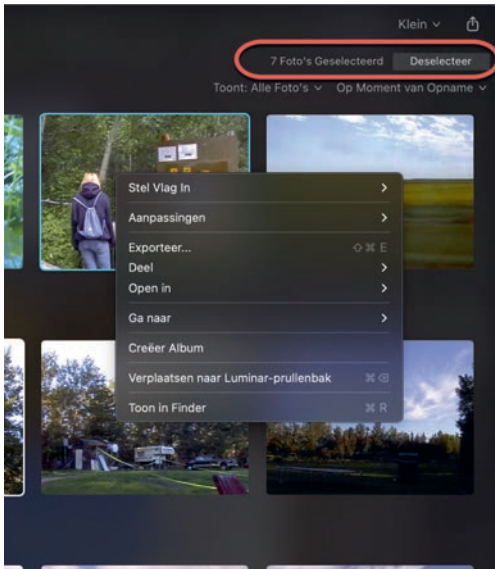 Klein
7 Foto's Geselecteerd Deselecteer
Toont: Alle Foto's Op Moment van Opname
Stel Vlag In
Aanpassingen
Exporteer... ⇧ ⌘ E
Deel
Open in
Ga naar
Creëer Album
Verplaatsen naar Luminar-prullenbak ⌘ ⌫
Toon in Finder ⌘ R